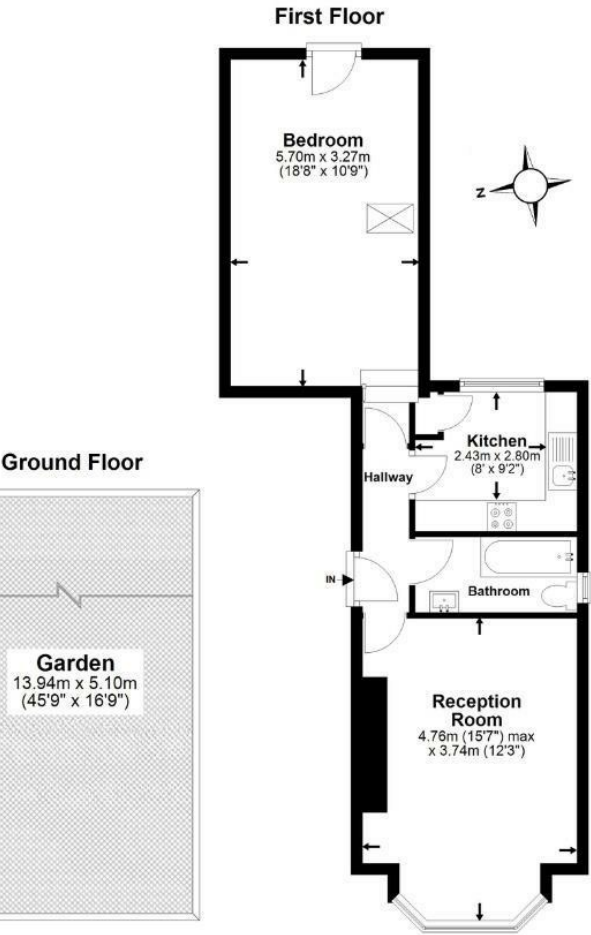 First Floor
Bedroom
5.70m x 3.27m
(18'8" x 10'9")
N
Kitchen
2.43m x 2.80m
(8' x 9'2")
Hallway
Ground Floor
IN
Bathroom
Garden
13.94m x 5.10m
(45'9" x 16'9")
Reception
Room
4.76m (15'7") max
x 3.74m (12'3")